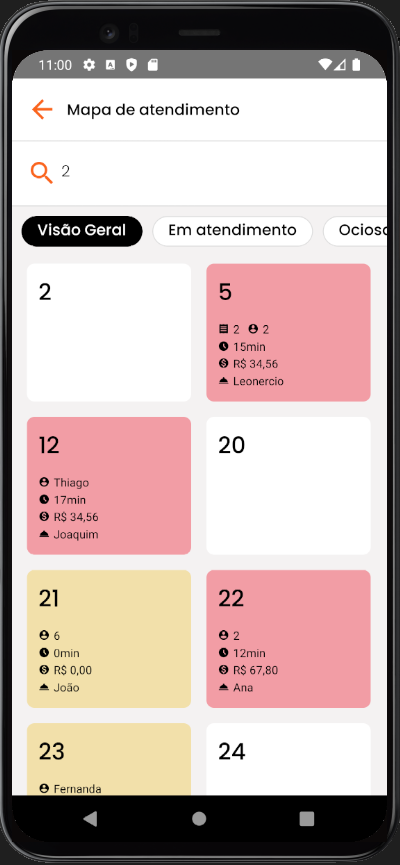 11:00
Mapa de atendimento
2
Visão Geral Em atendimento Ocioso
2
5
2 2
15min
R$ 34,56
Leonercio
12
Thiago
17min
R$ 34,56
Joaquim
20
21
6
0min
R$ 0,00
João
22
2
12min
R$ 67,80
Ana
23
Fernanda
24